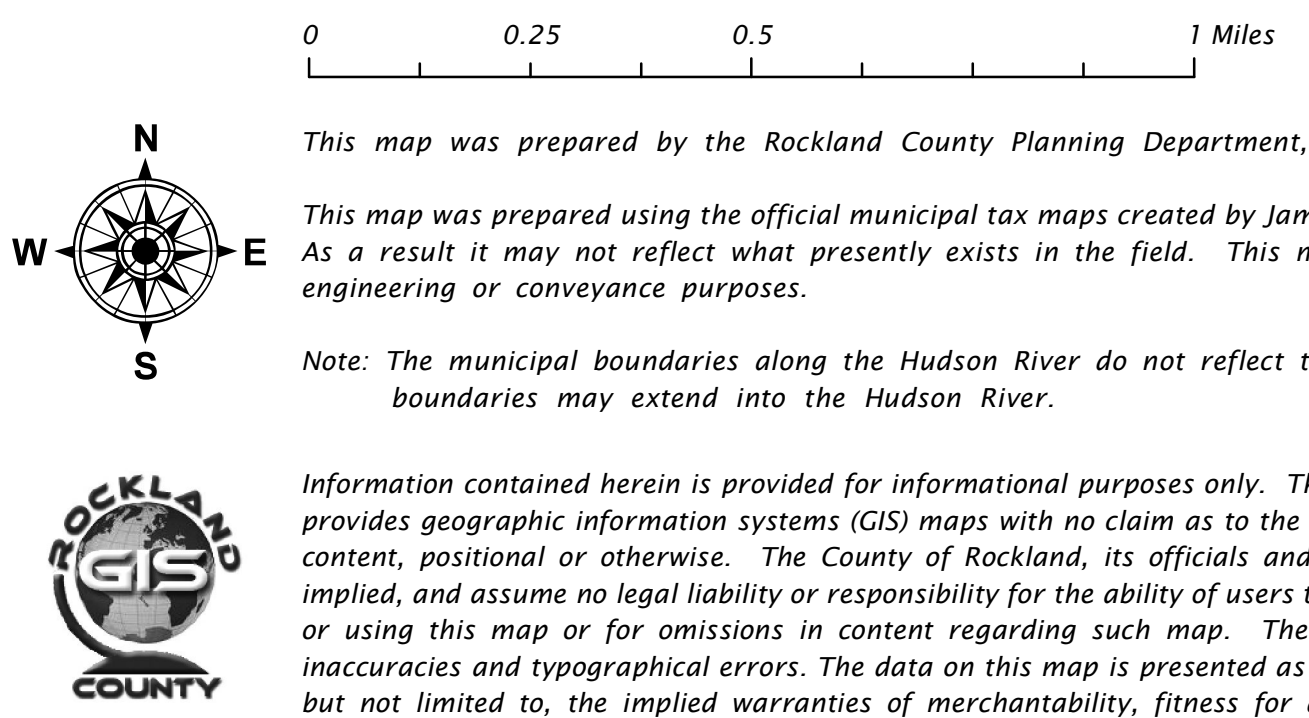 0 0.25 0.5 1 Miles
N
W E
S
This map was prepared by the Rockland County Planning Department,
This map was prepared using the official municipal tax maps created by Jam
As a result it may not reflect what presently exists in the field. This m
engineering or conveyance purposes.
Note: The municipal boundaries along the Hudson River do not reflect t
boundaries may extend into the Hudson River.
ROCKLAND
GIS
COUNTY
Information contained herein is provided for informational purposes only. Th
provides geographic information systems (GIS) maps with no claim as to the
content, positional or otherwise. The County of Rockland, its officials and
implied, and assume no legal liability or responsibility for the ability of users t
or using this map or for omissions in content regarding such map. The
inaccuracies and typographical errors. The data on this map is presented as
but not limited to, the implied warranties of merchantability, fitness for